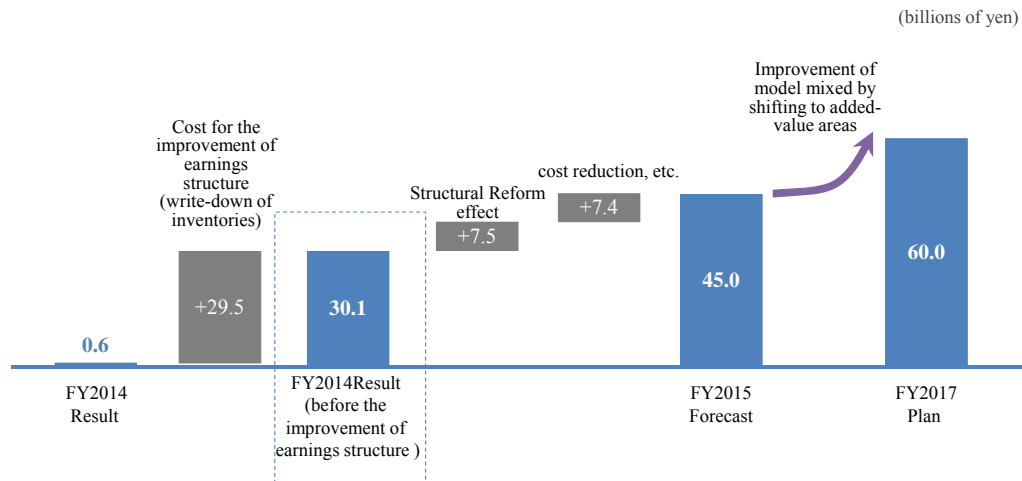 (billions of yen)
Improvement of
model mixed by
shifting to added-
value areas
Cost for the
improvement of
earnings
structure
(write-down of
inventories)
cost reduction, etc.
Structural Reform
effect
+7.4
+7.5
0.6
+29.5
30.1
45.0
60.0
FY2014
Result
FY2014Result
(before the
improvement of
earnings structure )
FY2015
Forecast
FY2017
Plan